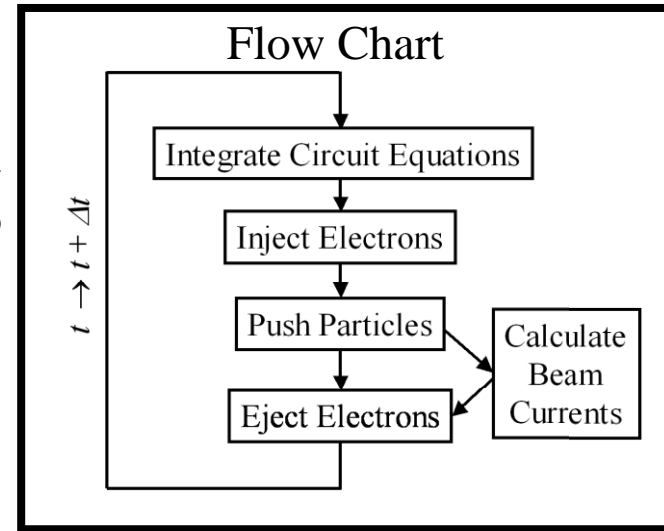 Flow Chart
Integrate Circuit Equations
Inject Electrons
t → t + Δt
Push Particles
Calculate
Beam
Currents
Eject Electrons